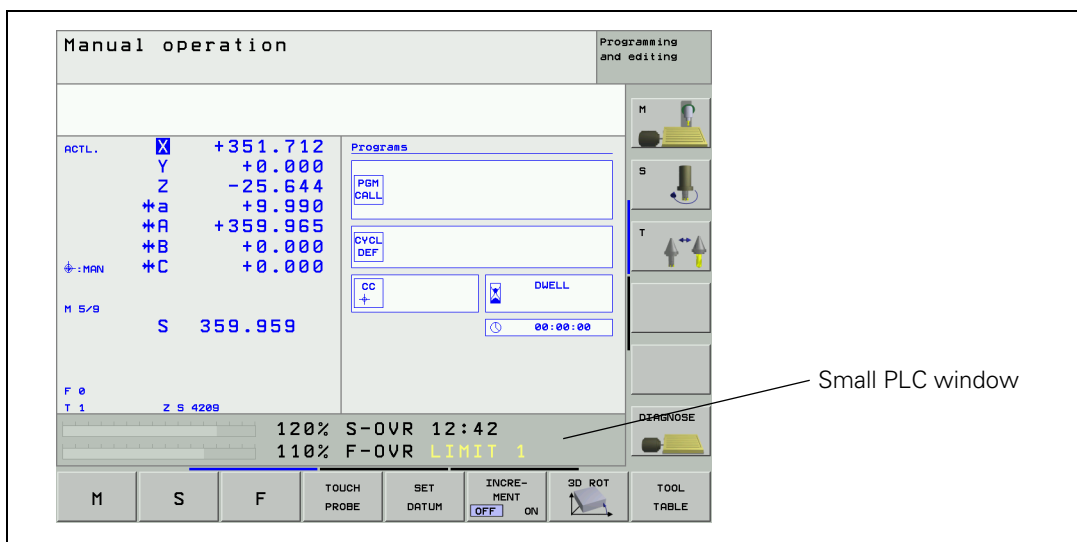 Manual operation
Programming
and editing
M
ACTL. X +351.712
Y +0.000
Z -25.644
a +9.990
A +359.965
B +0.000
:MAN C +0.000
M 5/9
S 359.959
F 0
T 1 Z S 4209
Programs
PGM
CALL
CYCL
DEF
CC
DWELL
00:00:00
S
T
Small PLC window
DIAGNOSE
120% S-OVR 12:42
110% F-OVR LIMIT 1
M
S
F
TOUCH
PROBE
SET
DATUM
INCRE-
MENT
OFF ON
3D ROT
TOOL
TABLE